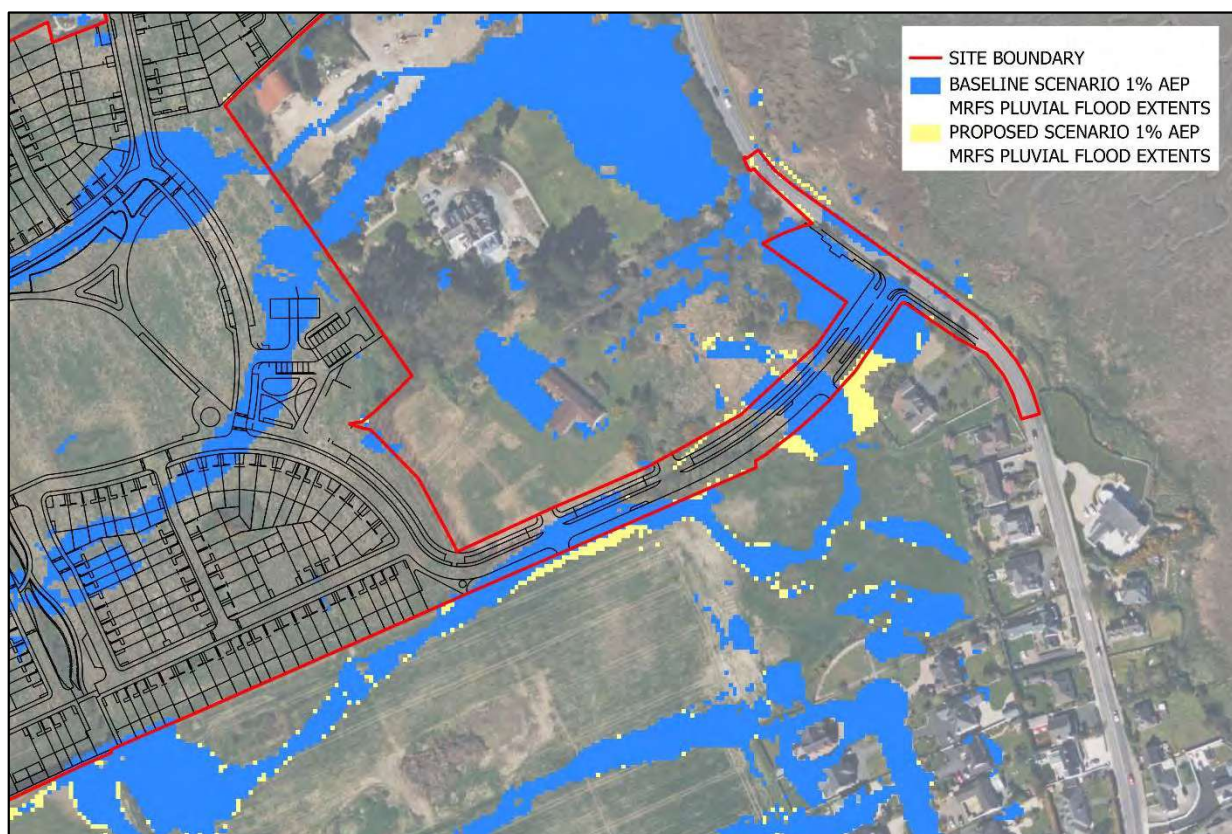 SITE BOUNDARY
BASELINE SCENARIO 1% AEP
MRFS PLUVIAL FLOOD EXTENTS
PROPOSED SCENARIO 1% AEP
MRFS PLUVIAL FLOOD EXTENTS